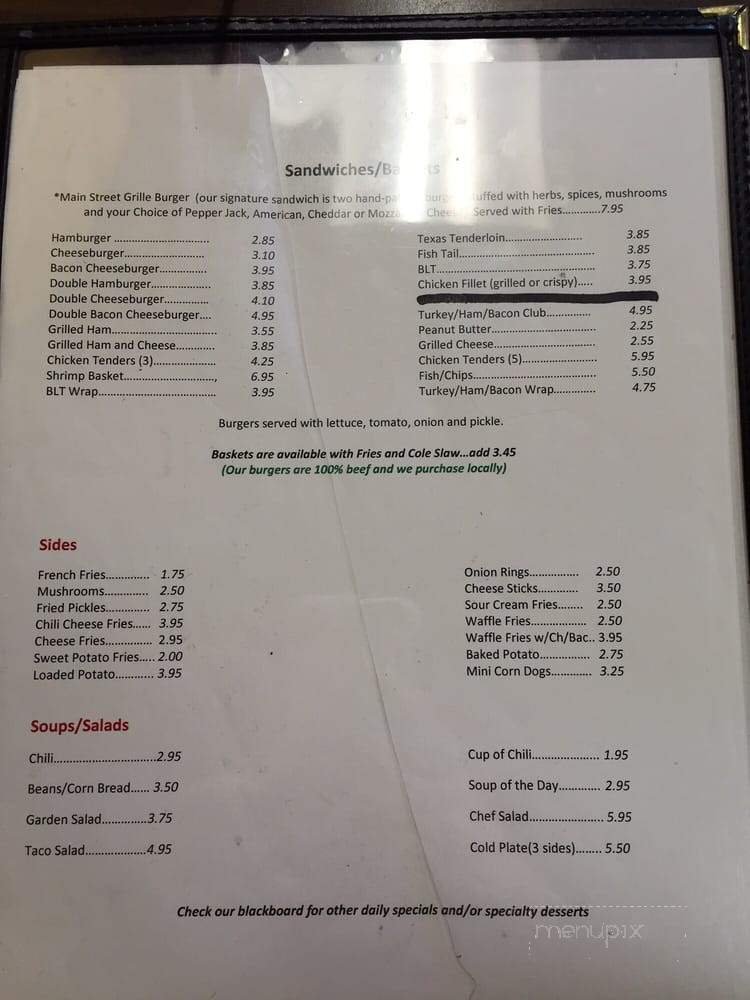 Sandwiches/Ba
*Main Street Grille Burger (our signature sandwich is two hand- stuffed with herbs, spices, mushrooms
and your Choice of Pepper Jack, American, Cheddar or Served with Fries.............7.95
Hamburger ................................ 2.85
Cheeseburger........................... 3.10
Bacon Cheeseburger................ 3.95
Double Hamburger.................... 3.85
Double Cheeseburger............... 4.10
Double Bacon Cheeseburger.... 4.95
Grilled Ham................................... 3.55
Grilled Ham and Cheese............. 3.85
Chicken Tenders (3)..................... 4.25
Shrimp Basket..............................., 6.95
BLT Wrap....................................... 3.95
Texas Tenderloin.......................... 3.85
Fish Tail.............................................. 3.85
BLT..................................................... 3.75
Chicken Fillet (grilled or crispy)..... 3.95
Turkey/Ham/Bacon Club............... 4.95
Peanut Butter................................... 2.25
Grilled Cheese.................................. 2.55
Chicken Tenders (5)......................... 5.95
Fish/Chips......................................... 5.50
Turkey/Ham/Bacon Wrap.............. 4.75
Burgers served with lettuce, tomato, onion and pickle.
Baskets are available with Fries and Cole Slaw...add 3.45
(Our burgers are 100% beef and we purchase locally)
Sides
French Fries.............. 1.75
Mushrooms.............. 2.50
Fried Pickles............. 2.75
Chili Cheese Fries...... 3.95
Cheese Fries............... 2.95
Sweet Potato Fries..... 2.00
Loaded Potato............ 3.95
Onion Rings................ 2.50
Cheese Sticks............. 3.50
Sour Cream Fries........ 2.50
Waffle Fries.................. 2.50
Waffle Fries w/Ch/Bac.. 3.95
Baked Potato................ 2.75
Mini Corn Dogs............. 3.25
Soups/Salads
Chili.................................2.95
Beans/Corn Bread...... 3.50
Garden Salad..............3.75
Taco Salad....................4.95
Cup of Chili...................... 1.95
Soup of the Day............. 2.95
Chef Salad........................ 5.95
Cold Plate(3 sides)........ 5.50
Check our blackboard for other daily specials and/or specialty desserts
menupix